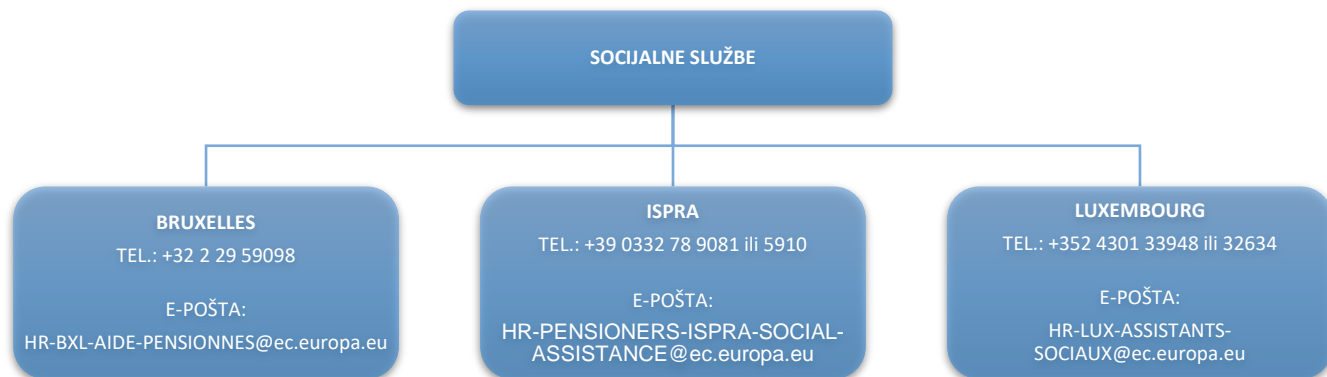 SOCIJALNE SLUŽBE
BRUXELLES
TEL.: +32 2 29 59098
E-POŠTA:
HR-BXL-AIDE-PENSIONNES@ec.europa.eu
ISPRA
TEL.: +39 0332 78 9081 ili 5910
E-POŠTA:
HR-PENSIONERS-ISPRA-SOCIAL-
ASSISTANCE@ec.europa.eu
LUXEMBOURG
TEL.: +352 4301 33948 ili 32634
E-POŠTA:
HR-LUX-ASSISTANTS-
SOCIAUX@ec.europa.eu